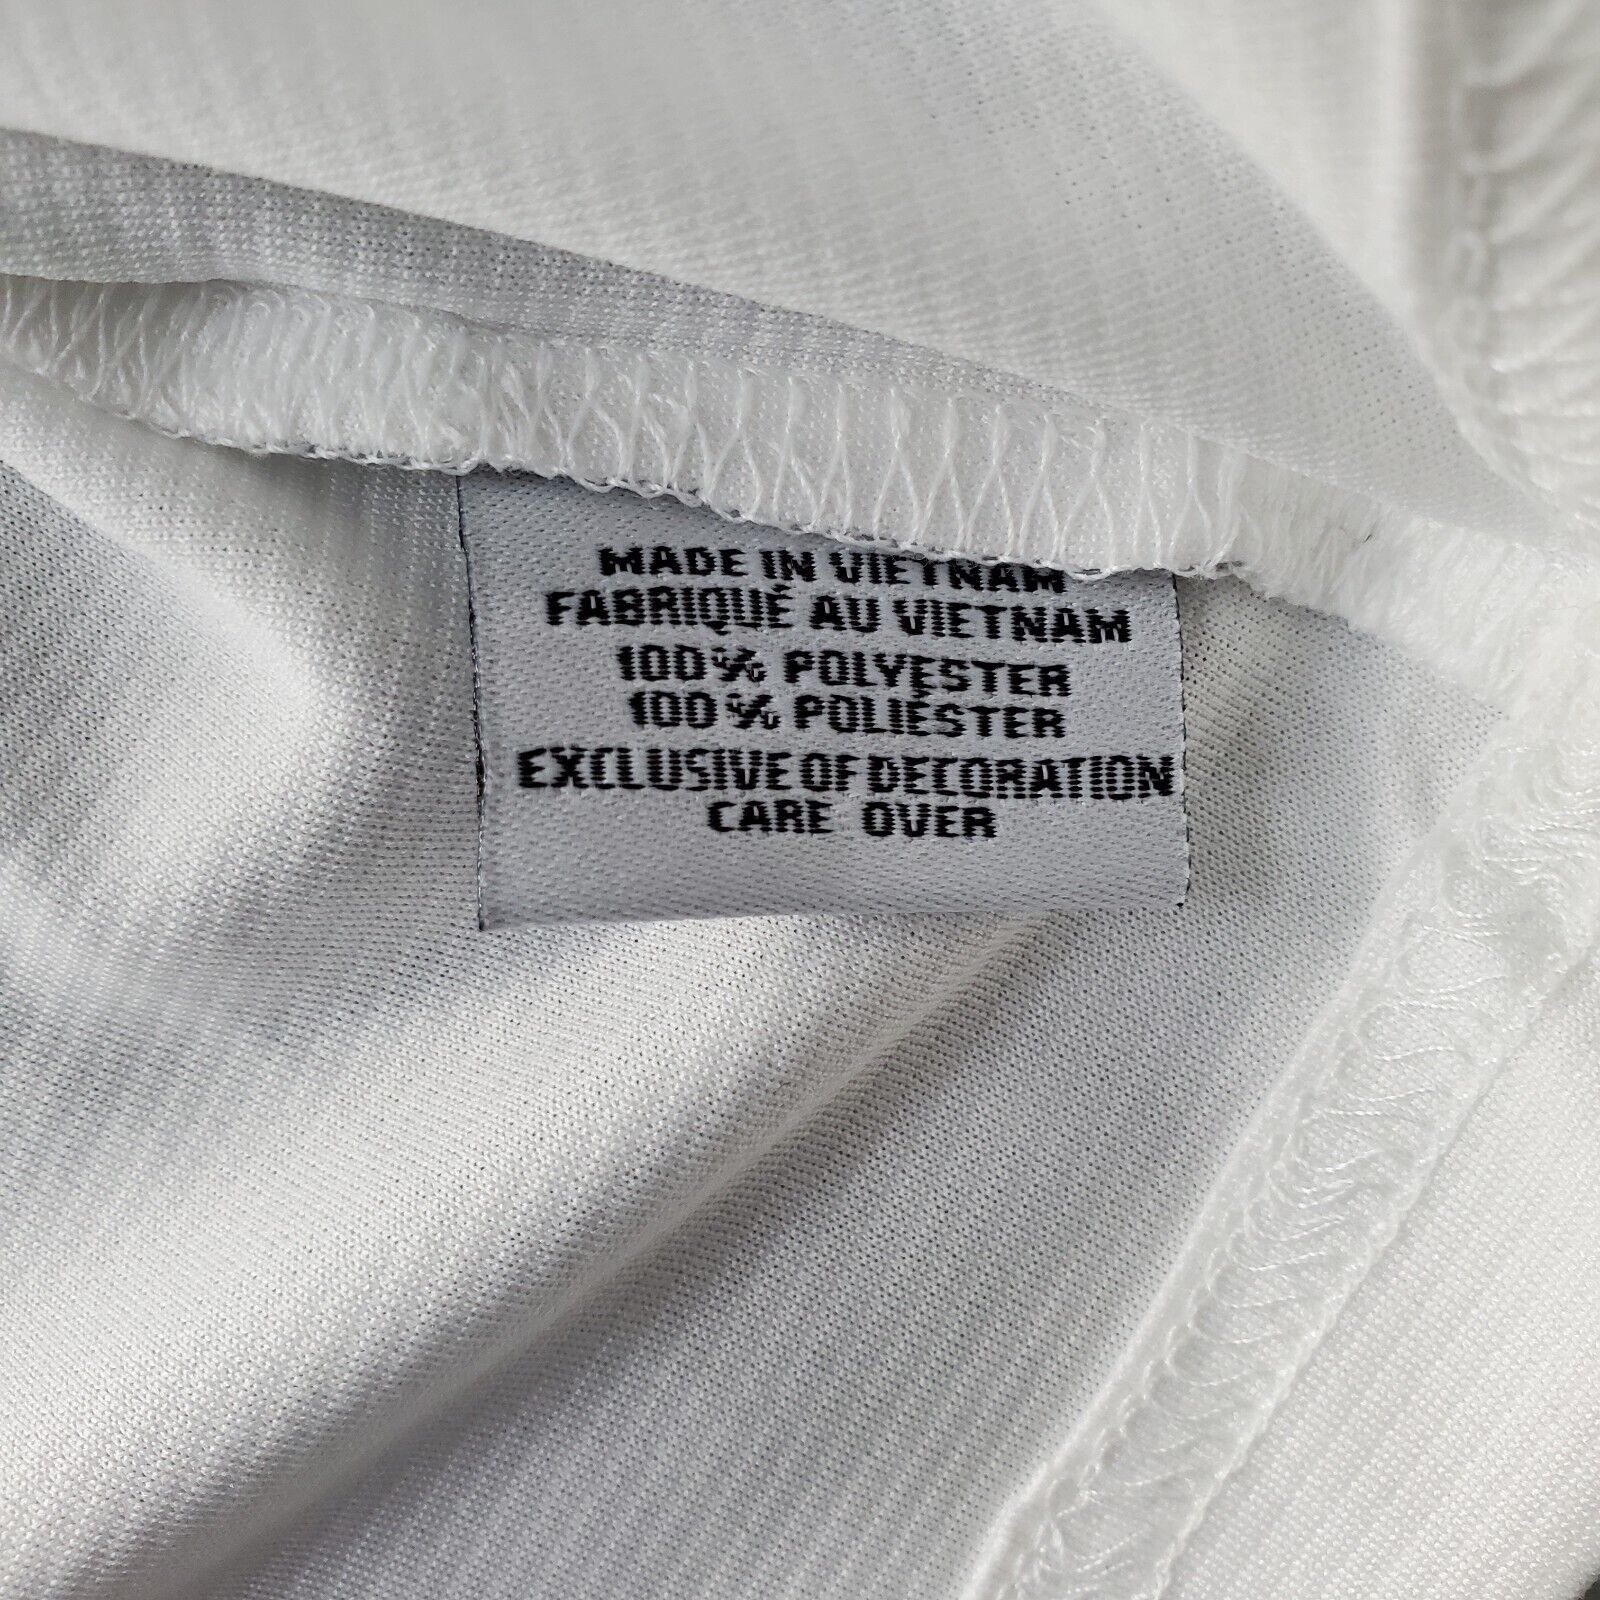 MADE IN VIETNAM
FABRIQUÉ AU VIETNAM
100% POLYESTER
100% POLIÉSTER
EXCLUSIVE OF DECORATION
CARE OVER